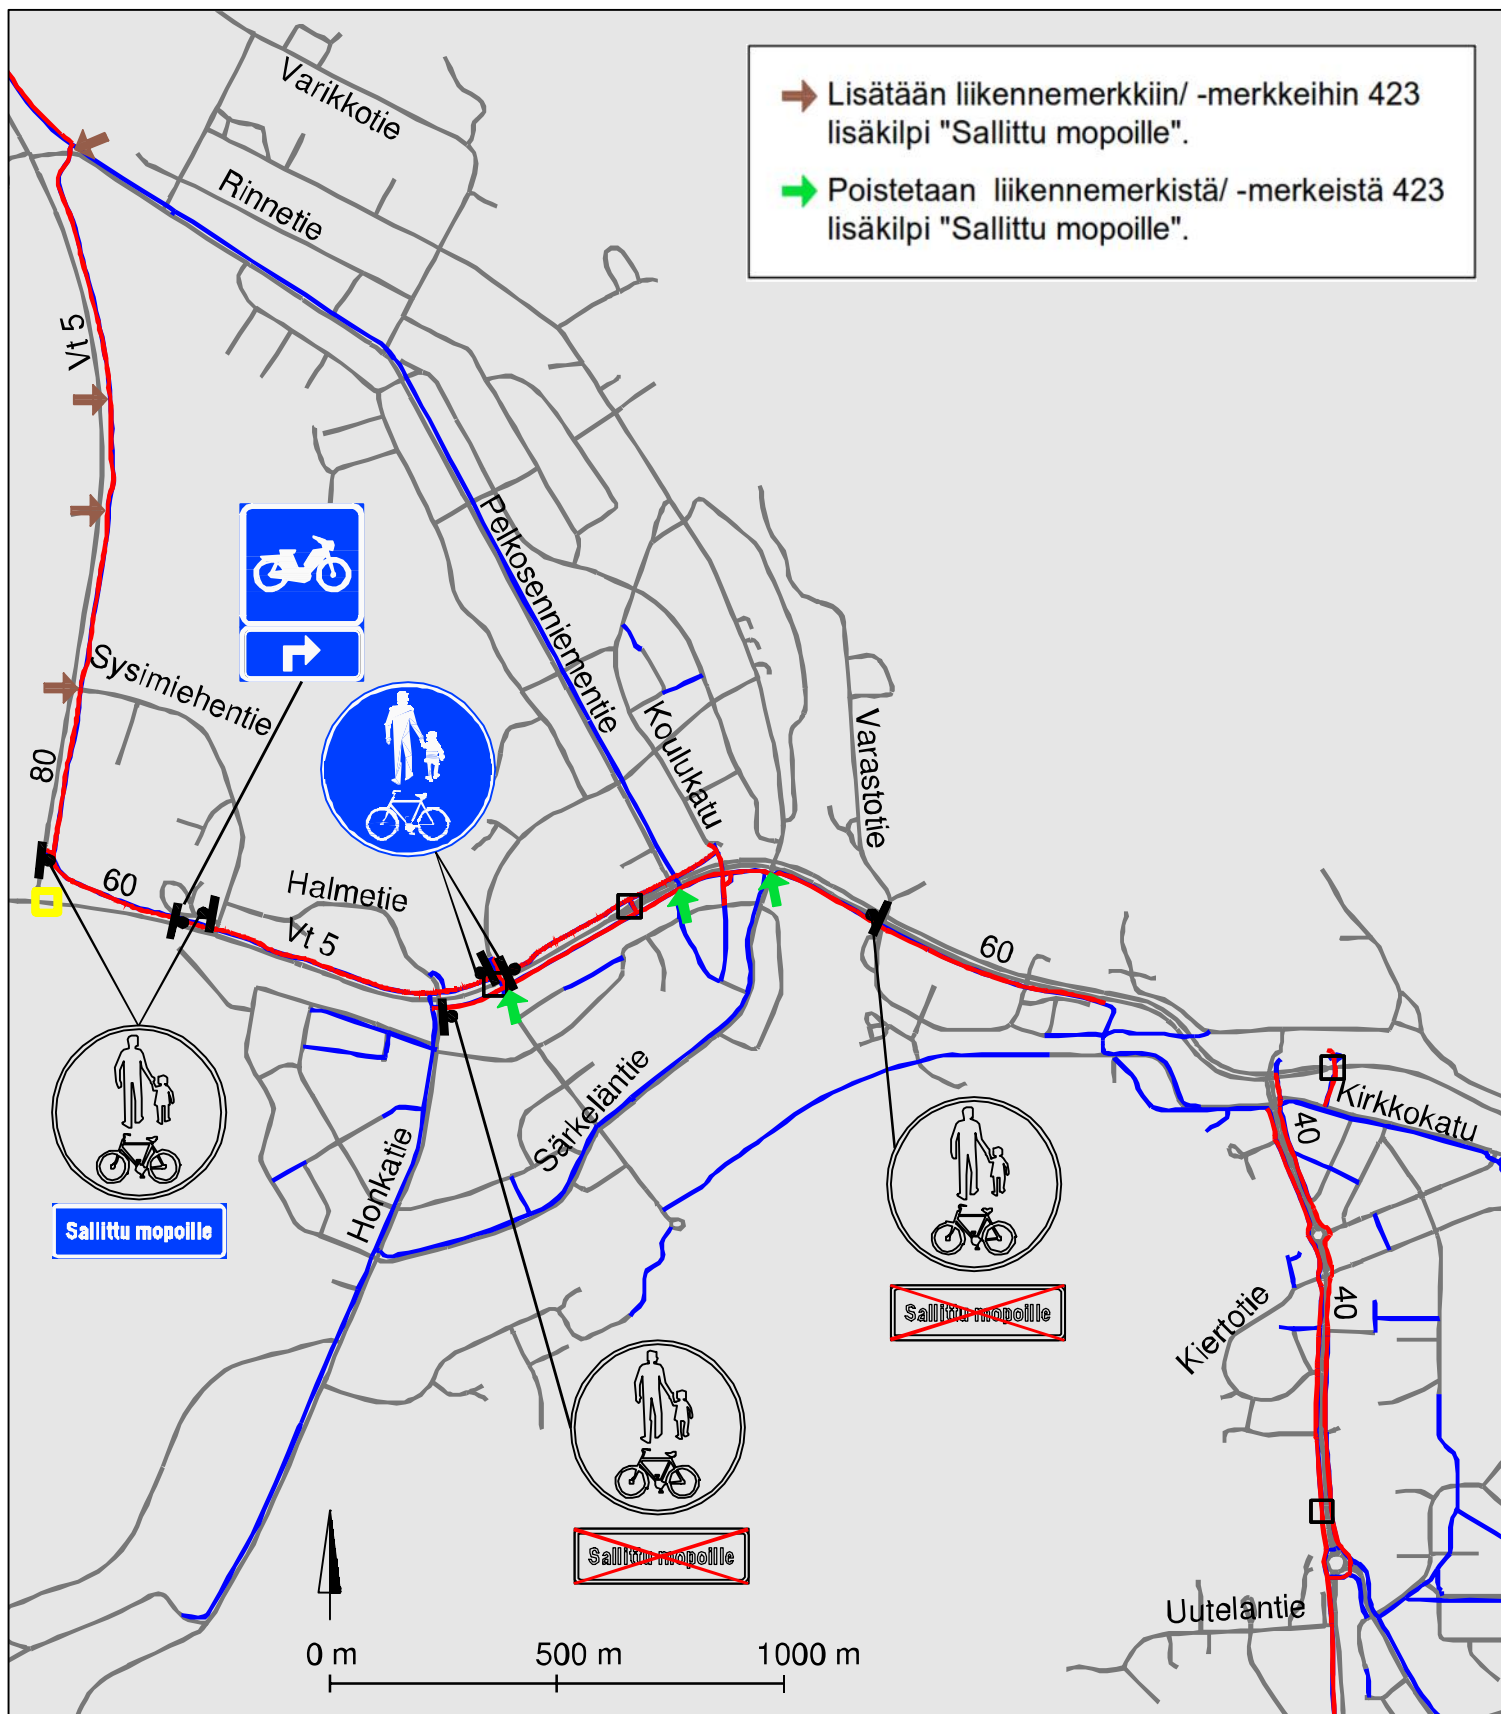 Lisätään liikennemerkkiin/ -merkkeihin 423
lisäkilpi "Sallittu mopoille".
Poistetaan liikennemerkistä/ -merkeistä 423
lisäkilpi "Sallittu mopoille".
Varikkotie
Rinnetie
Vt 5
Pelkosenniementie
Sysimiehentie
Koulukatu
Varastotie
80
60
Halmetie
Vt 5
60
Särkeläntie
Honkatie
Kirkkokatu
40
Sallittu mopoille
Sallittu mopoille
40
Kiertotie
Sallittu mopoille
Uutelantie
0 m
500 m
1000 m